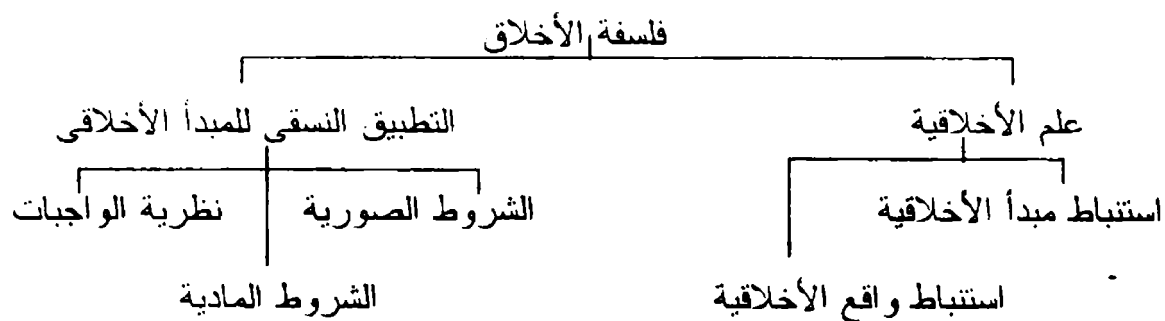 فلسفة الأخلاق
علم الأخلاقية
التطبيق النسقى للمبدأ الأخلاقى
استنباط مبدأ الأخلاقية
الشروط الصورية
نظرية الواجبات
استنباط واقع الأخلاقية
الشروط المادية